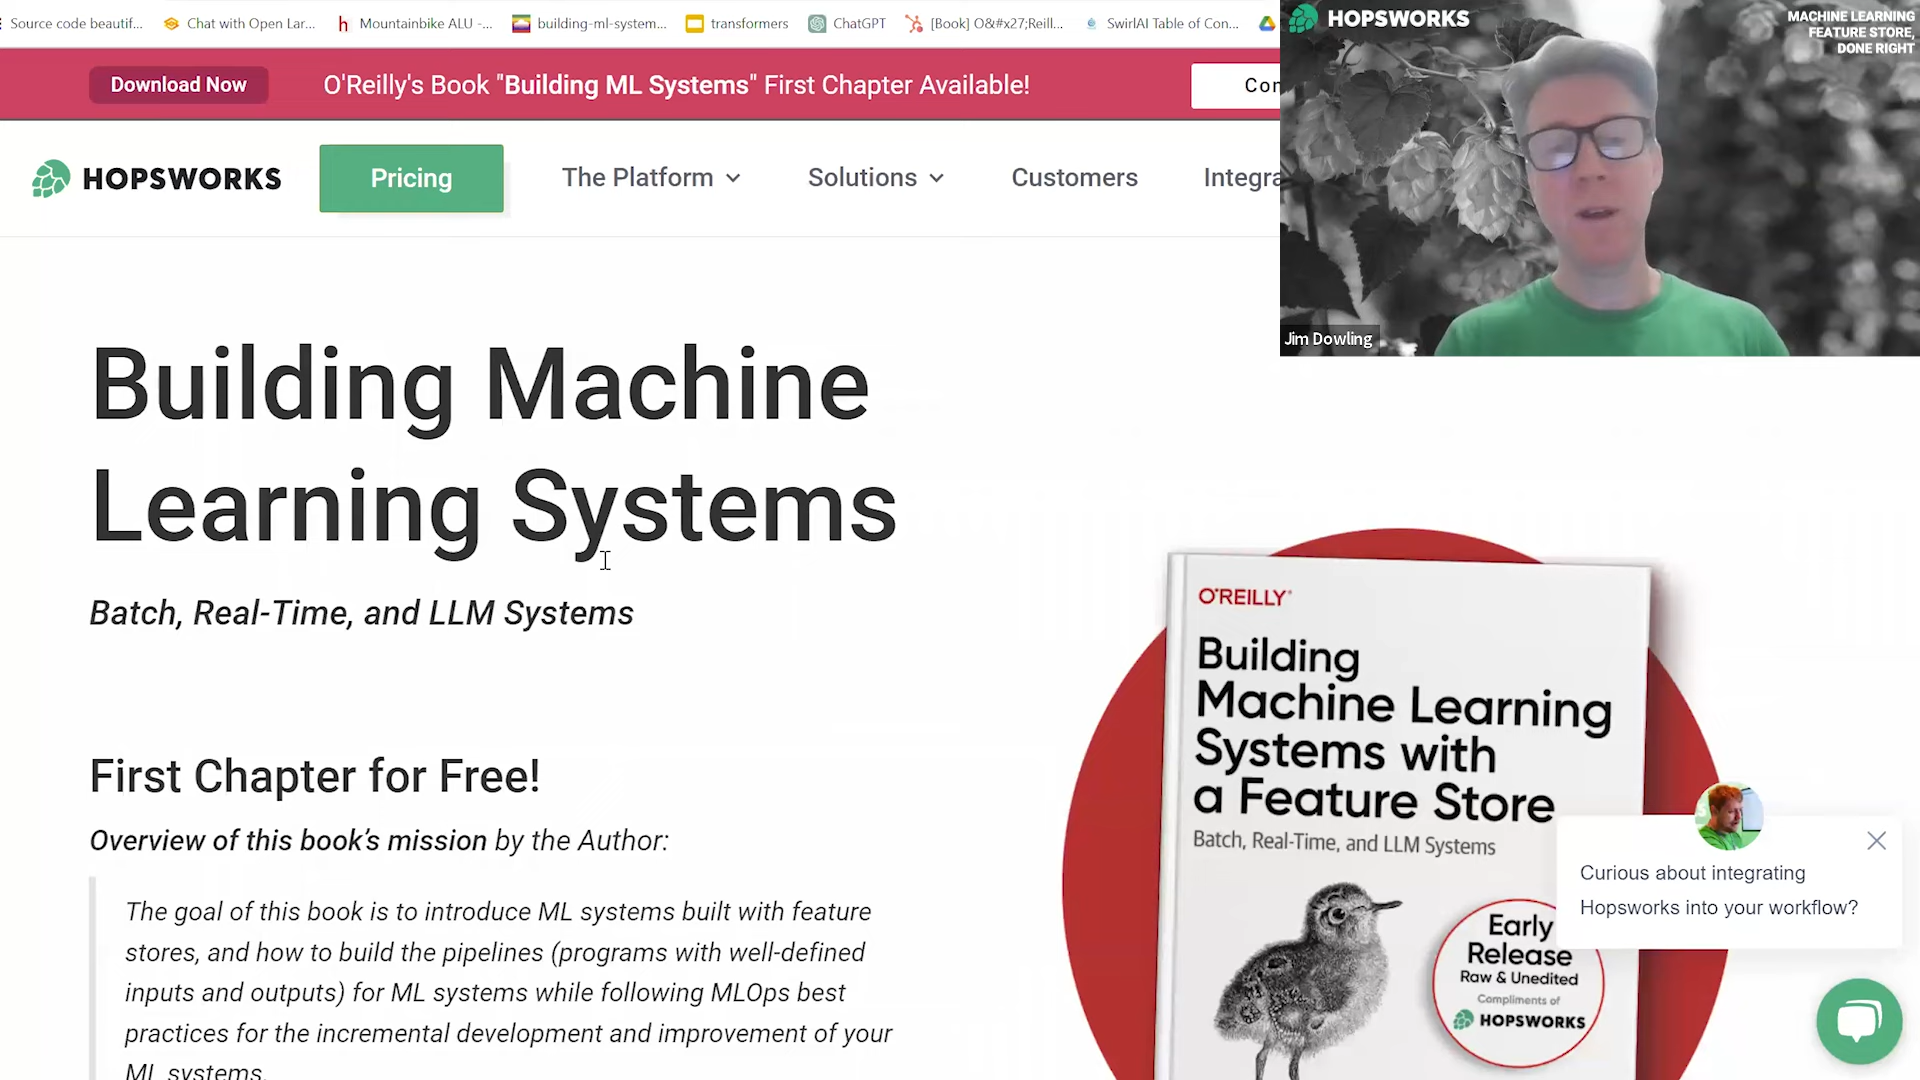 Source code beautif...
Chat with Open Lar...
Mountainbike ALU -...
building-ml-system...
transformers
ChatGPT
[Book] O&#x27;Reill...
SwirlAI Table of Con...
Download Now
O'Reilly's Book "Building ML Systems" First Chapter Available!
HOPSWORKS
Pricing
The Platform
Solutions
Customers
Integra
HOPSWORKS
MACHINE LEARNING
FEATURE STORE,
DONE RIGHT
Jim Dowling
Building Machine
Learning Systems
Batch, Real-Time, and LLM Systems
First Chapter for Free!
Overview of this book’s mission by the Author:
The goal of this book is to introduce ML systems built with feature
stores, and how to build the pipelines (programs with well-defined
inputs and outputs) for ML systems while following MLOps best
practices for the incremental development and improvement of your
ML systems.
O'REILLY®
Building
Machine Learning
Systems with
a Feature Store
Batch, Real-Time, and LLM Systems
Early
Release
Raw & Unedited
Compliments of
HOPSWORKS
Curious about integrating
Hopsworks into your workflow?